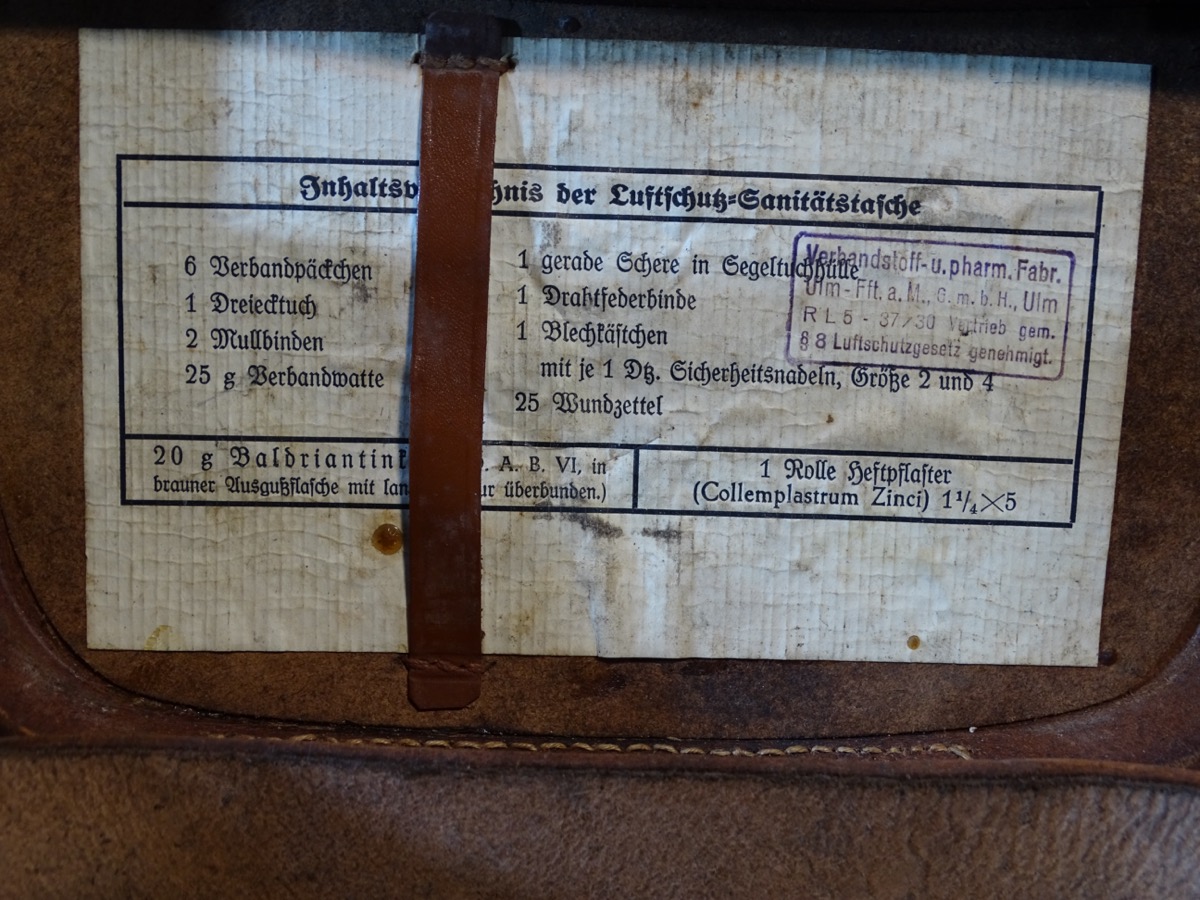 Inhaltsv hnis der Luftschutz-Sanitätstasche
6 Verbandpäckchen
1 Dreiecktuch
2 Mullbinden
25 g Verbandwatte
1 gerade Schere in Segeltuchhülle
1 Drahtfederbinde
1 Blechkästchen
mit je 1 Dtz. Sicherheitsnadeln, Größe 2 und 4
25 Wundzettel
Verbandstoff- u. pharm. Fabr.
Ulm - Fft. a. M., G. m. b. H., Ulm
R L 5 - 37/30 Vertrieb gem.
§ 8 Luftschutzgesetz genehmigt.
20 g Baldriantink . A. B. VI, in
brauner Ausgußflasche mit lan ur überbunden.)
1 Rolle Heftpflaster
(Collemplastrum Zinci) 1¹/₄×5